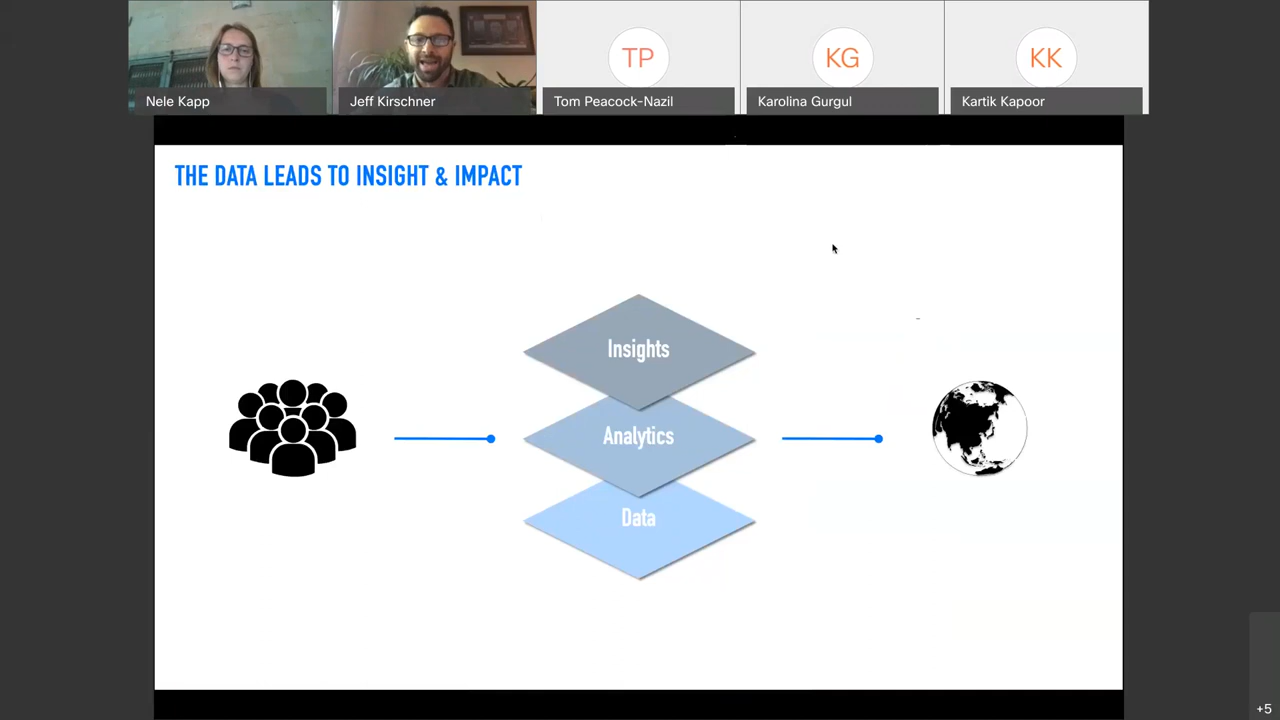 TP
KG
KK
Nele Kapp
Jeff Kirschner
Tom Peacock-Nazil
Karolina Gurgul
Kartik Kapoor
THE DATA LEADS TO INSIGHT & IMPACT
Insights
Analytics
Data
+5